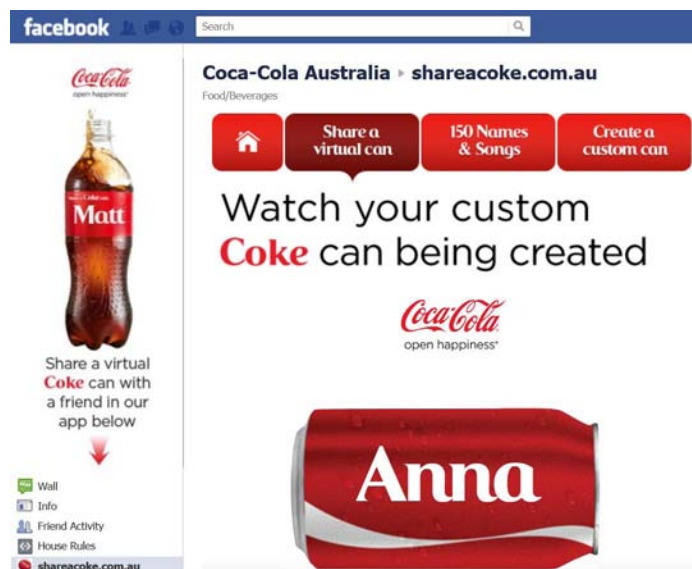 facebook
Search
Coca-Cola
open happiness
Matt
Share a virtual
Coke can with
a friend in our
app below
Wall
Info
Friend Activity
House Rules
shareacoke.com.au
Coca-Cola Australia ▸ shareacoke.com.au
Food/Beverages
Share a
virtual can
150 Names
& Songs
Create a
custom can
Watch your custom
Coke can being created
Coca-Cola
open happiness
Anna